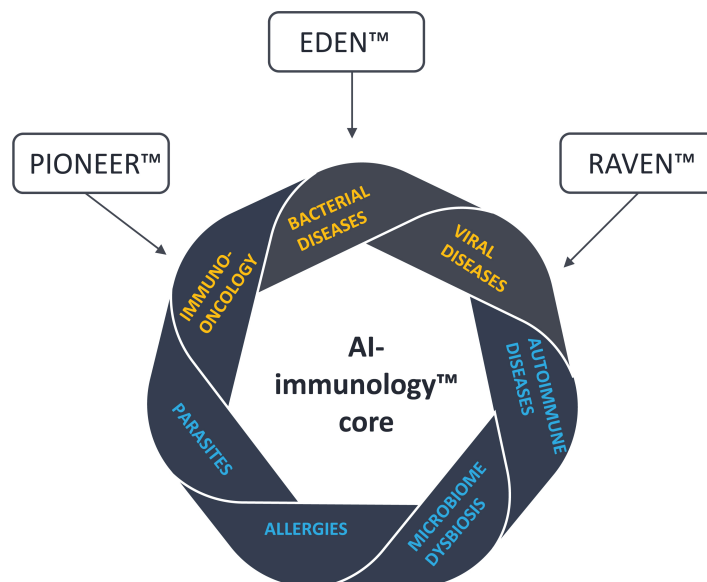 EDEN™
PIONEER™
RAVEN™
BACTERIAL
DISEASES
VIRAL
DISEASES
IMMUNO-
ONCOLOGY
AI-
immunology™
core
AUTOIMMUNE
DISEASES
PARASITES
MICROBIOME
DYSBIOSIS
ALLERGIES